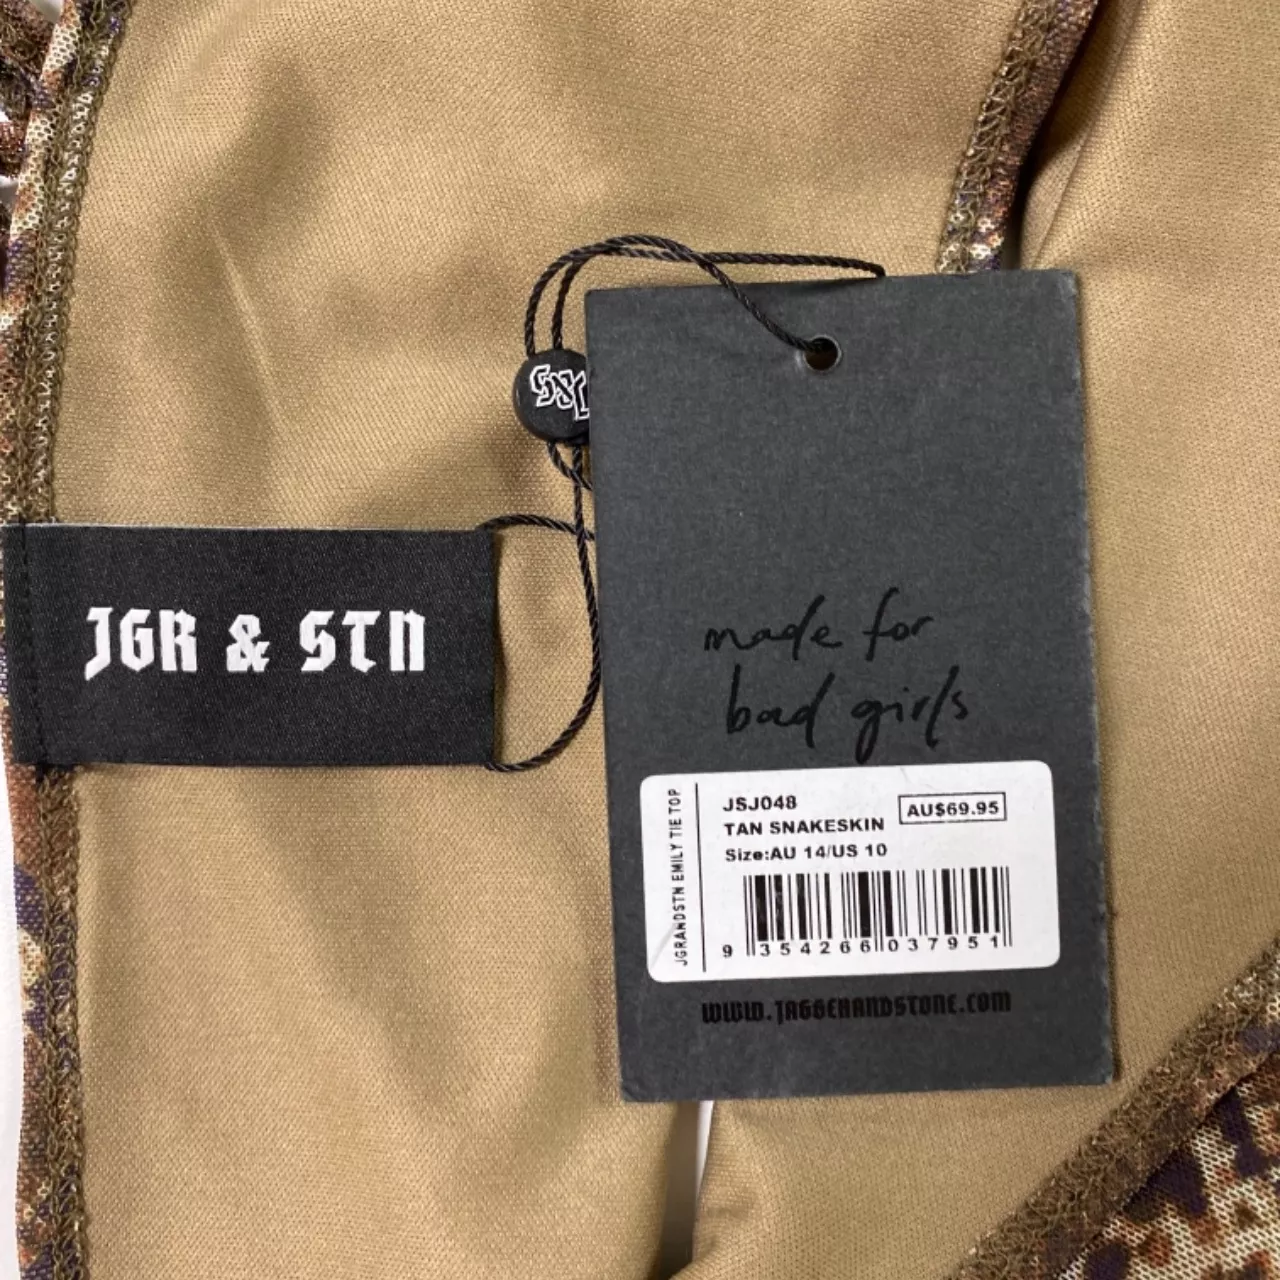 JGR & STN
made for
bad girls
JGRANDSTN EMILY TIE TOP
JSJ048
AU$69.95
TAN SNAKESKIN
Size:AU 14/US 10
9 354266 037951
WWW.JAGGERANDSTONE.COM